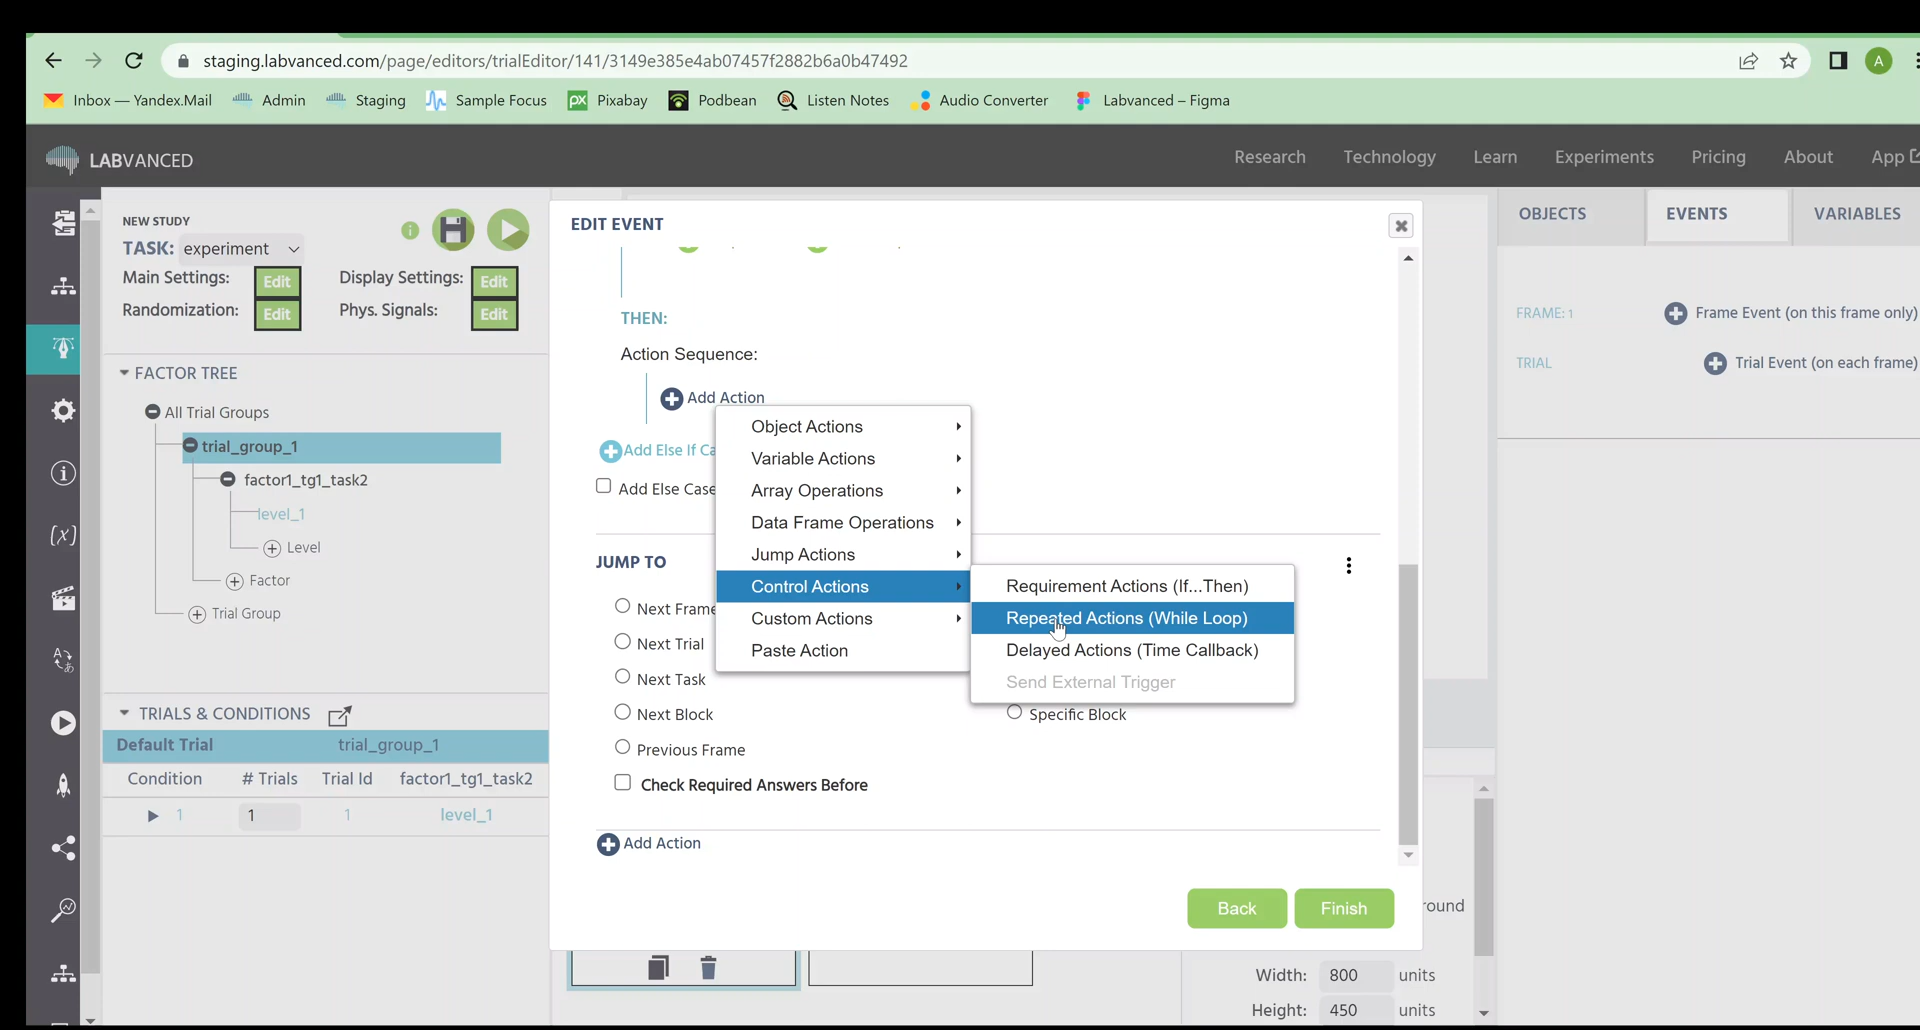 staging.labvanced.com/page/editors/trialEditor/141/3149e385e4ab07457f2882b6a0b47492
A
Inbox — Yandex.Mail Admin Staging Sample Focus Pixabay Podbean Listen Notes Audio Converter Labvanced – Figma
LABVANCED Research Technology Learn Experiments Pricing About App
NEW STUDY
TASK: experiment
Main Settings: Edit Display Settings: Edit
Randomization: Edit Phys. Signals: Edit
FACTOR TREE
All Trial Groups
trial_group_1
factor1_tg1_task2
level_1
Level
Factor
Trial Group
TRIALS & CONDITIONS
Default Trial trial_group_1
Condition # Trials Trial Id factor1_tg1_task2
1 1 1 level_1
EDIT EVENT
THEN:
Action Sequence:
Add Action
Add Else If Ca
Add Else Case
Object Actions
Variable Actions
Array Operations
Data Frame Operations
Jump Actions
Control Actions
Custom Actions
Paste Action
Requirement Actions (If...Then)
Repeated Actions (While Loop)
Delayed Actions (Time Callback)
Send External Trigger
JUMP TO
Next Frame
Next Trial
Next Task
Next Block Specific Block
Previous Frame
Check Required Answers Before
Add Action
Back Finish
OBJECTS EVENTS VARIABLES
FRAME: 1 Frame Event (on this frame only)
TRIAL Trial Event (on each frame)
ound
Width: 800 units
Height: 450 units